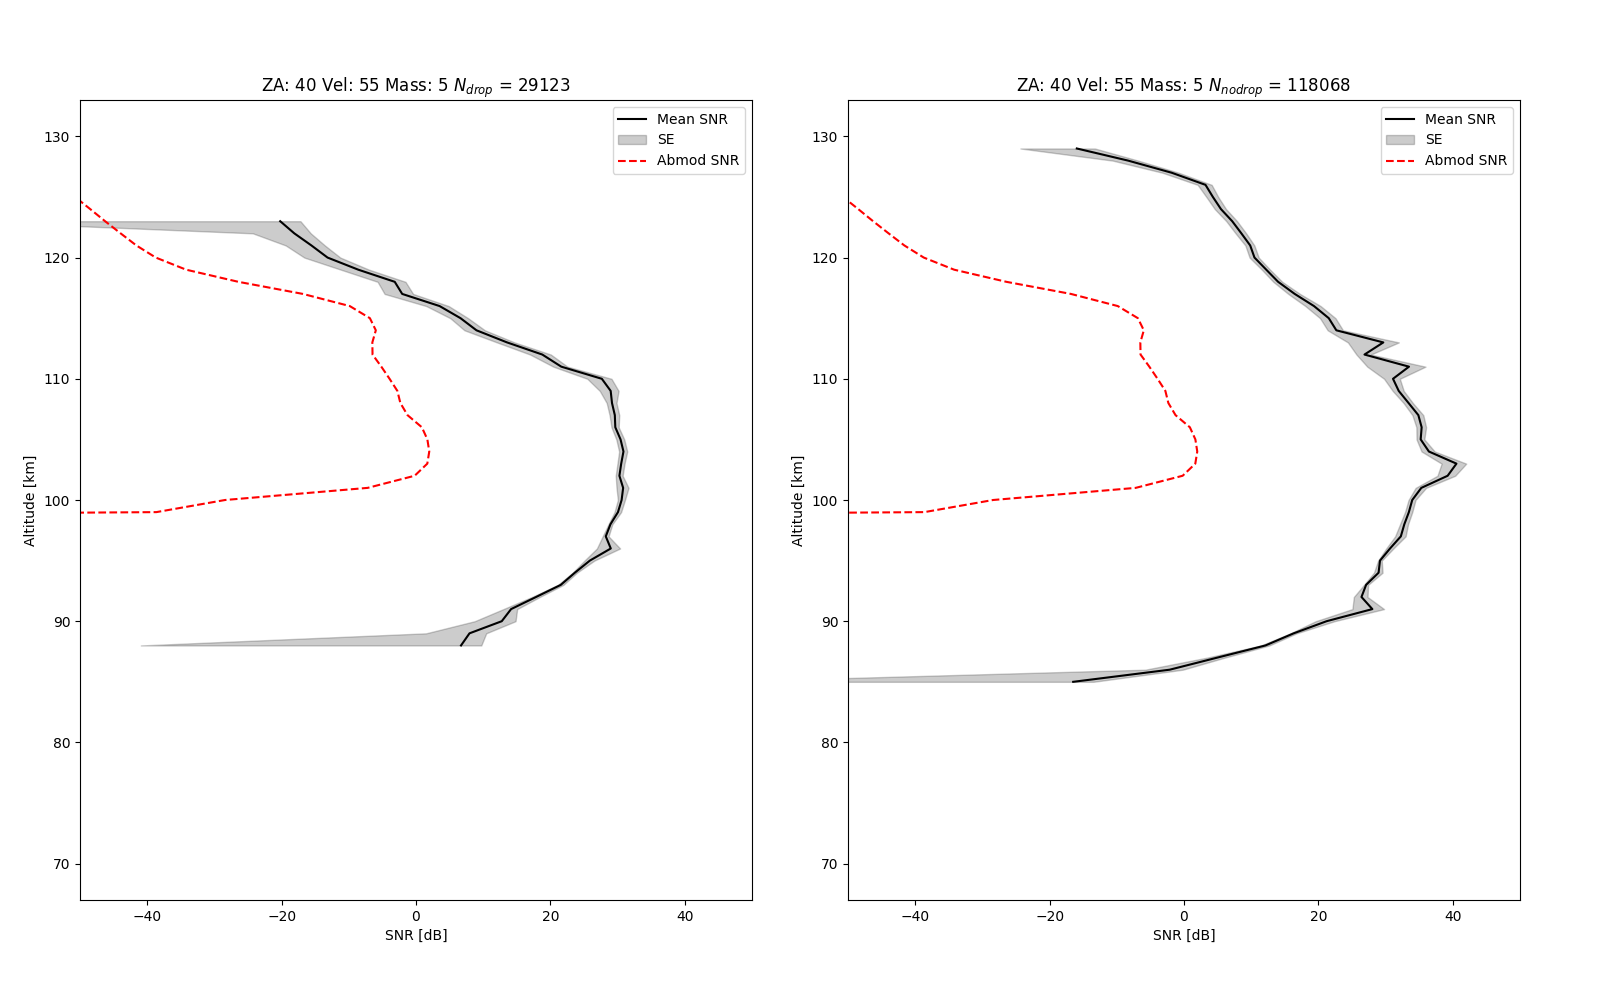 ZA: 40 Vel: 55 Mass: 5 N_drop = 29123
Mean SNR
SE
Abmod SNR
130
120
110
100
90
80
70
Altitude [km]
−40
−20
0
20
40
SNR [dB]
ZA: 40 Vel: 55 Mass: 5 N_nodrop = 118068
Mean SNR
SE
Abmod SNR
130
120
110
100
90
80
70
Altitude [km]
−40
−20
0
20
40
SNR [dB]